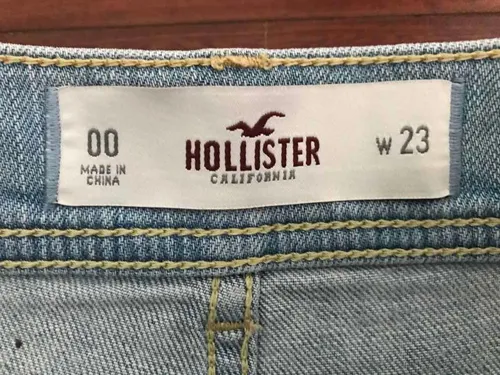 00
MADE IN
CHINA
HOLLISTER
CALIFORNIA
W 23